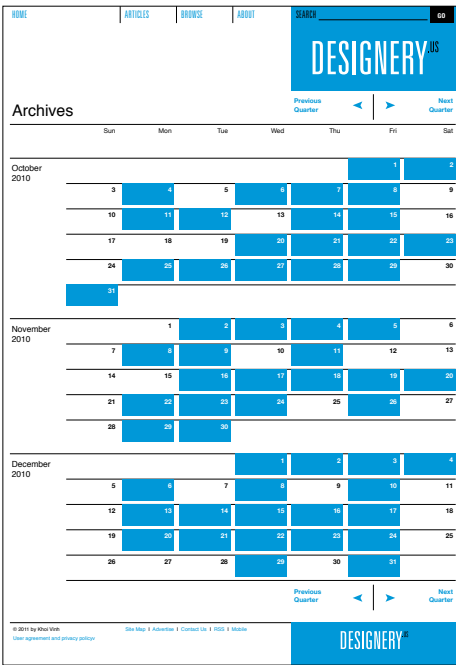 HOME ARTICLES BROWSE ABOUT SEARCH GO
DESIGNERY.US
Archives
Previous Quarter Next Quarter
Sun Mon Tue Wed Thu Fri Sat
October 2010
1 2
3 4 5 6 7 8 9
10 11 12 13 14 15 16
17 18 19 20 21 22 23
24 25 26 27 28 29 30
31
November 2010
1 2 3 4 5 6
7 8 9 10 11 12 13
14 15 16 17 18 19 20
21 22 23 24 25 26 27
28 29 30
December 2010
1 2 3 4
5 6 7 8 9 10 11
12 13 14 15 16 17 18
19 20 21 22 23 24 25
26 27 28 29 30 31
Previous Quarter Next Quarter
© 2011 by Khoi Vinh Site Map | Advertise | Contact Us | RSS | Mobile
User agreement and privacy policyv
DESIGNERY.US